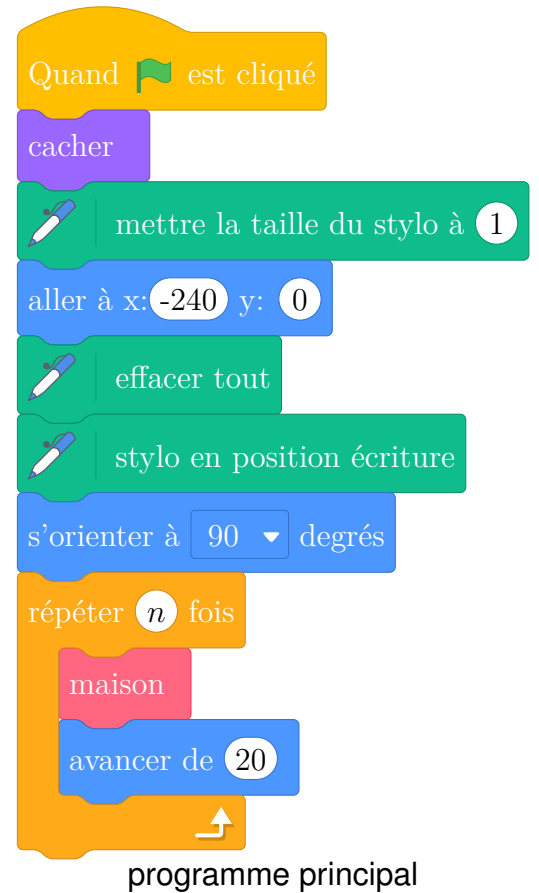 Quand est cliqué
cacher
mettre la taille du stylo à 1
aller à x: -240 y: 0
effacer tout
stylo en position écriture
s'orienter à 90 degrés
répéter n fois
maison
avancer de 20
programme principal